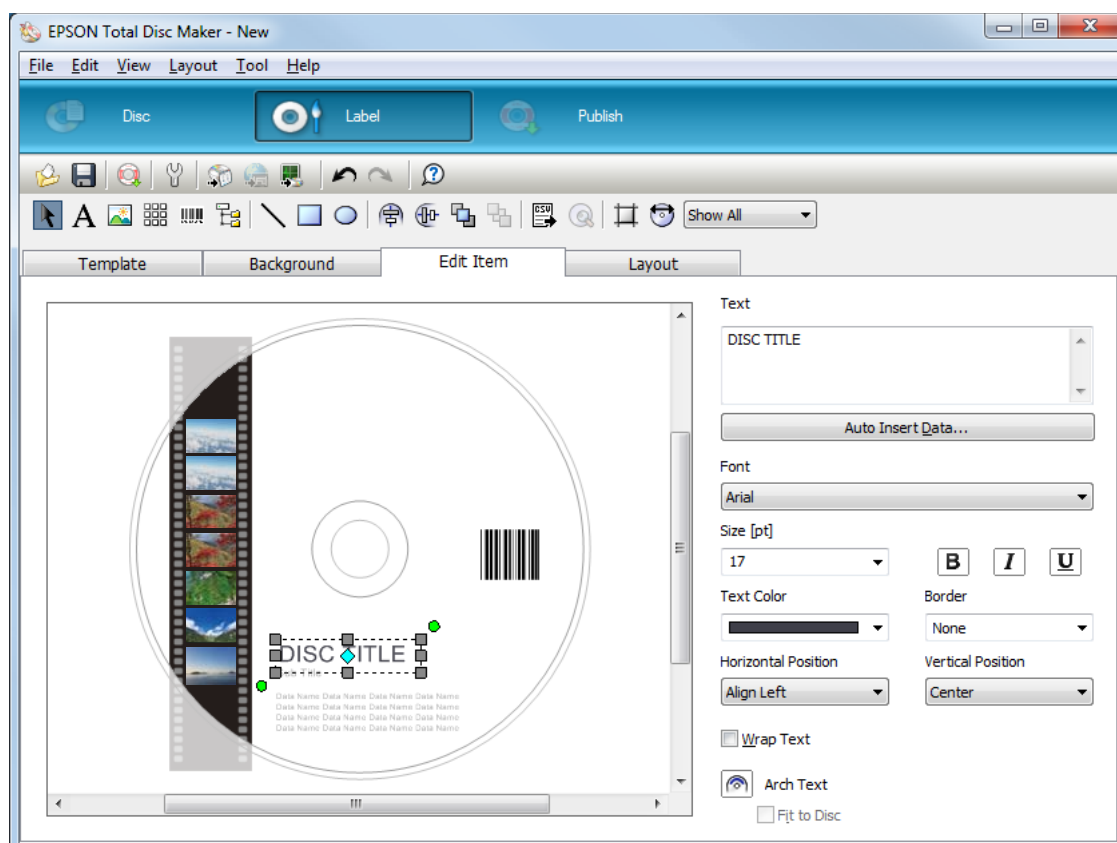 EPSON Total Disc Maker - New
File Edit View Layout Tool Help
Disc Label Publish
A CSV Show All
Template Background Edit Item Layout
Text
DISC TITLE
Auto Insert Data...
Font
Arial
Size [pt]
17 B I U
Text Color Border
None
Horizontal Position Vertical Position
Align Left Center
Wrap Text
Arch Text
Fit to Disc
DISC TITLE
Title
Data Name Data Name Data Name Data Name
Data Name Data Name Data Name Data Name
Data Name Data Name Data Name Data Name
Data Name Data Name Data Name Data Name